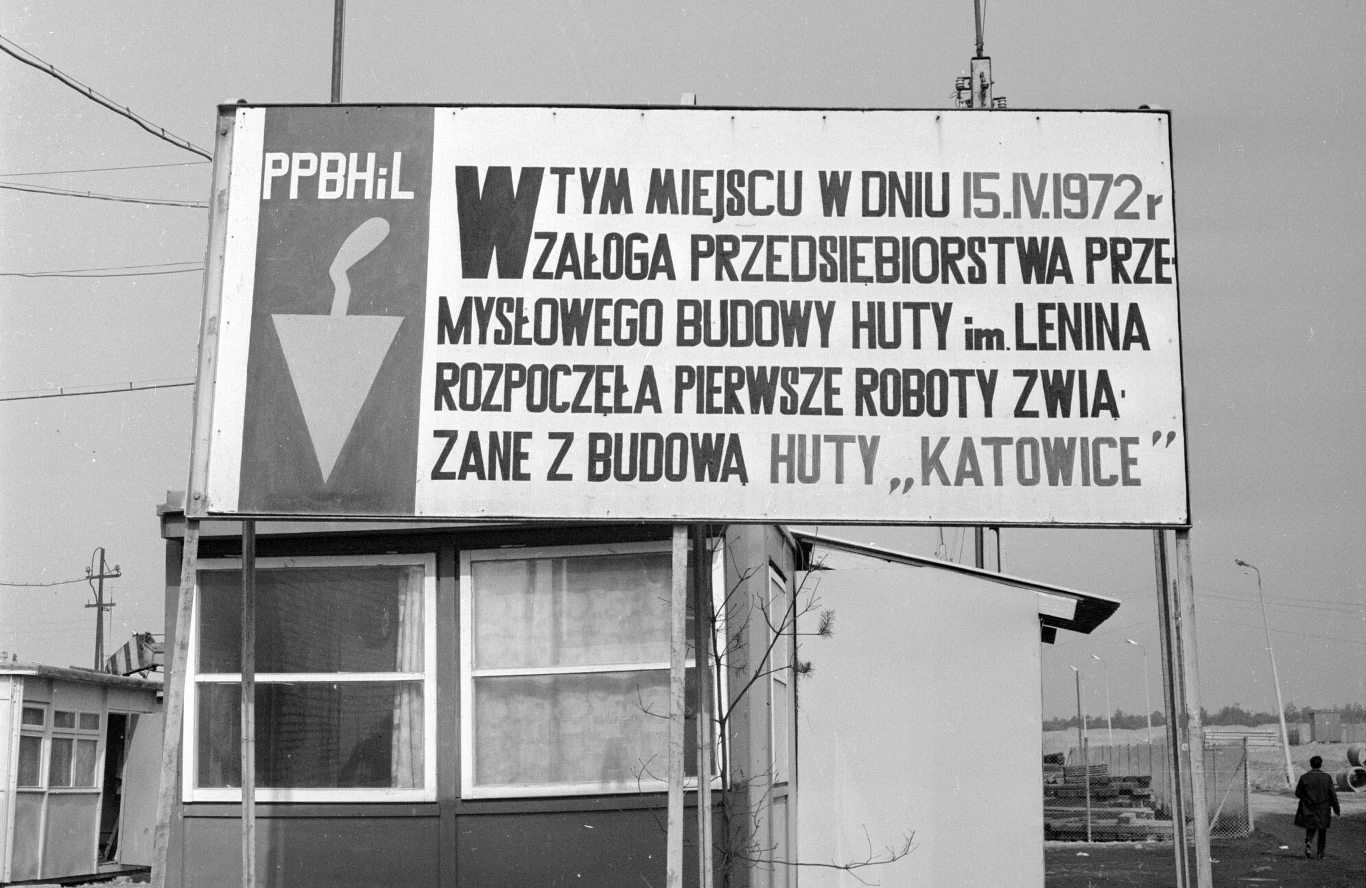 PPBHiL
W TYM MIEJSCU W DNIU 15.IV.1972 r
ZAŁOGA PRZEDSIĘBIORSTWA PRZE-
MYSŁOWEGO BUDOWY HUTY im. LENINA
ROZPOCZĘŁA PIERWSZE ROBOTY ZWIĄ-
ZANE Z BUDOWĄ HUTY „KATOWICE”